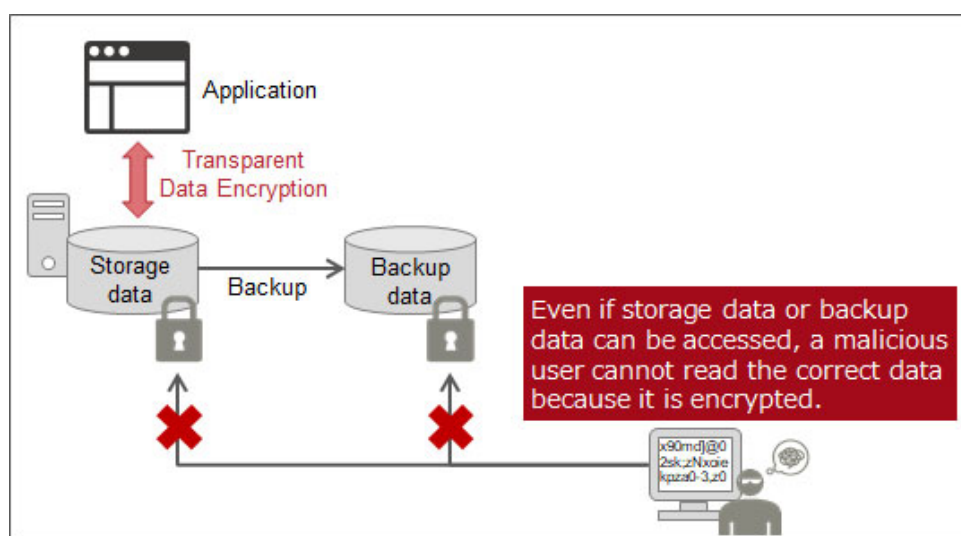 Application
Transparent
Data Encryption
Storage
data
Backup
Backup
data
Even if storage data or backup
data can be accessed, a malicious
user cannot read the correct data
because it is encrypted.
x90md]@0
2sk;zNxoie
kpza0-3,z0